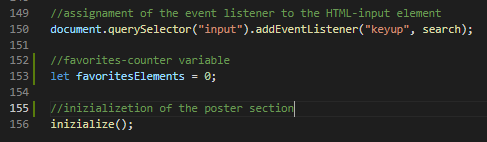 149 //assignament of the event listener to the HTML-input element
150 document.querySelector("input").addEventListener("keyup", search);
151
152 //favorites-counter variable
153 let favoritesElements = 0;
154
155 //inizializetion of the poster section
156 inizialize();